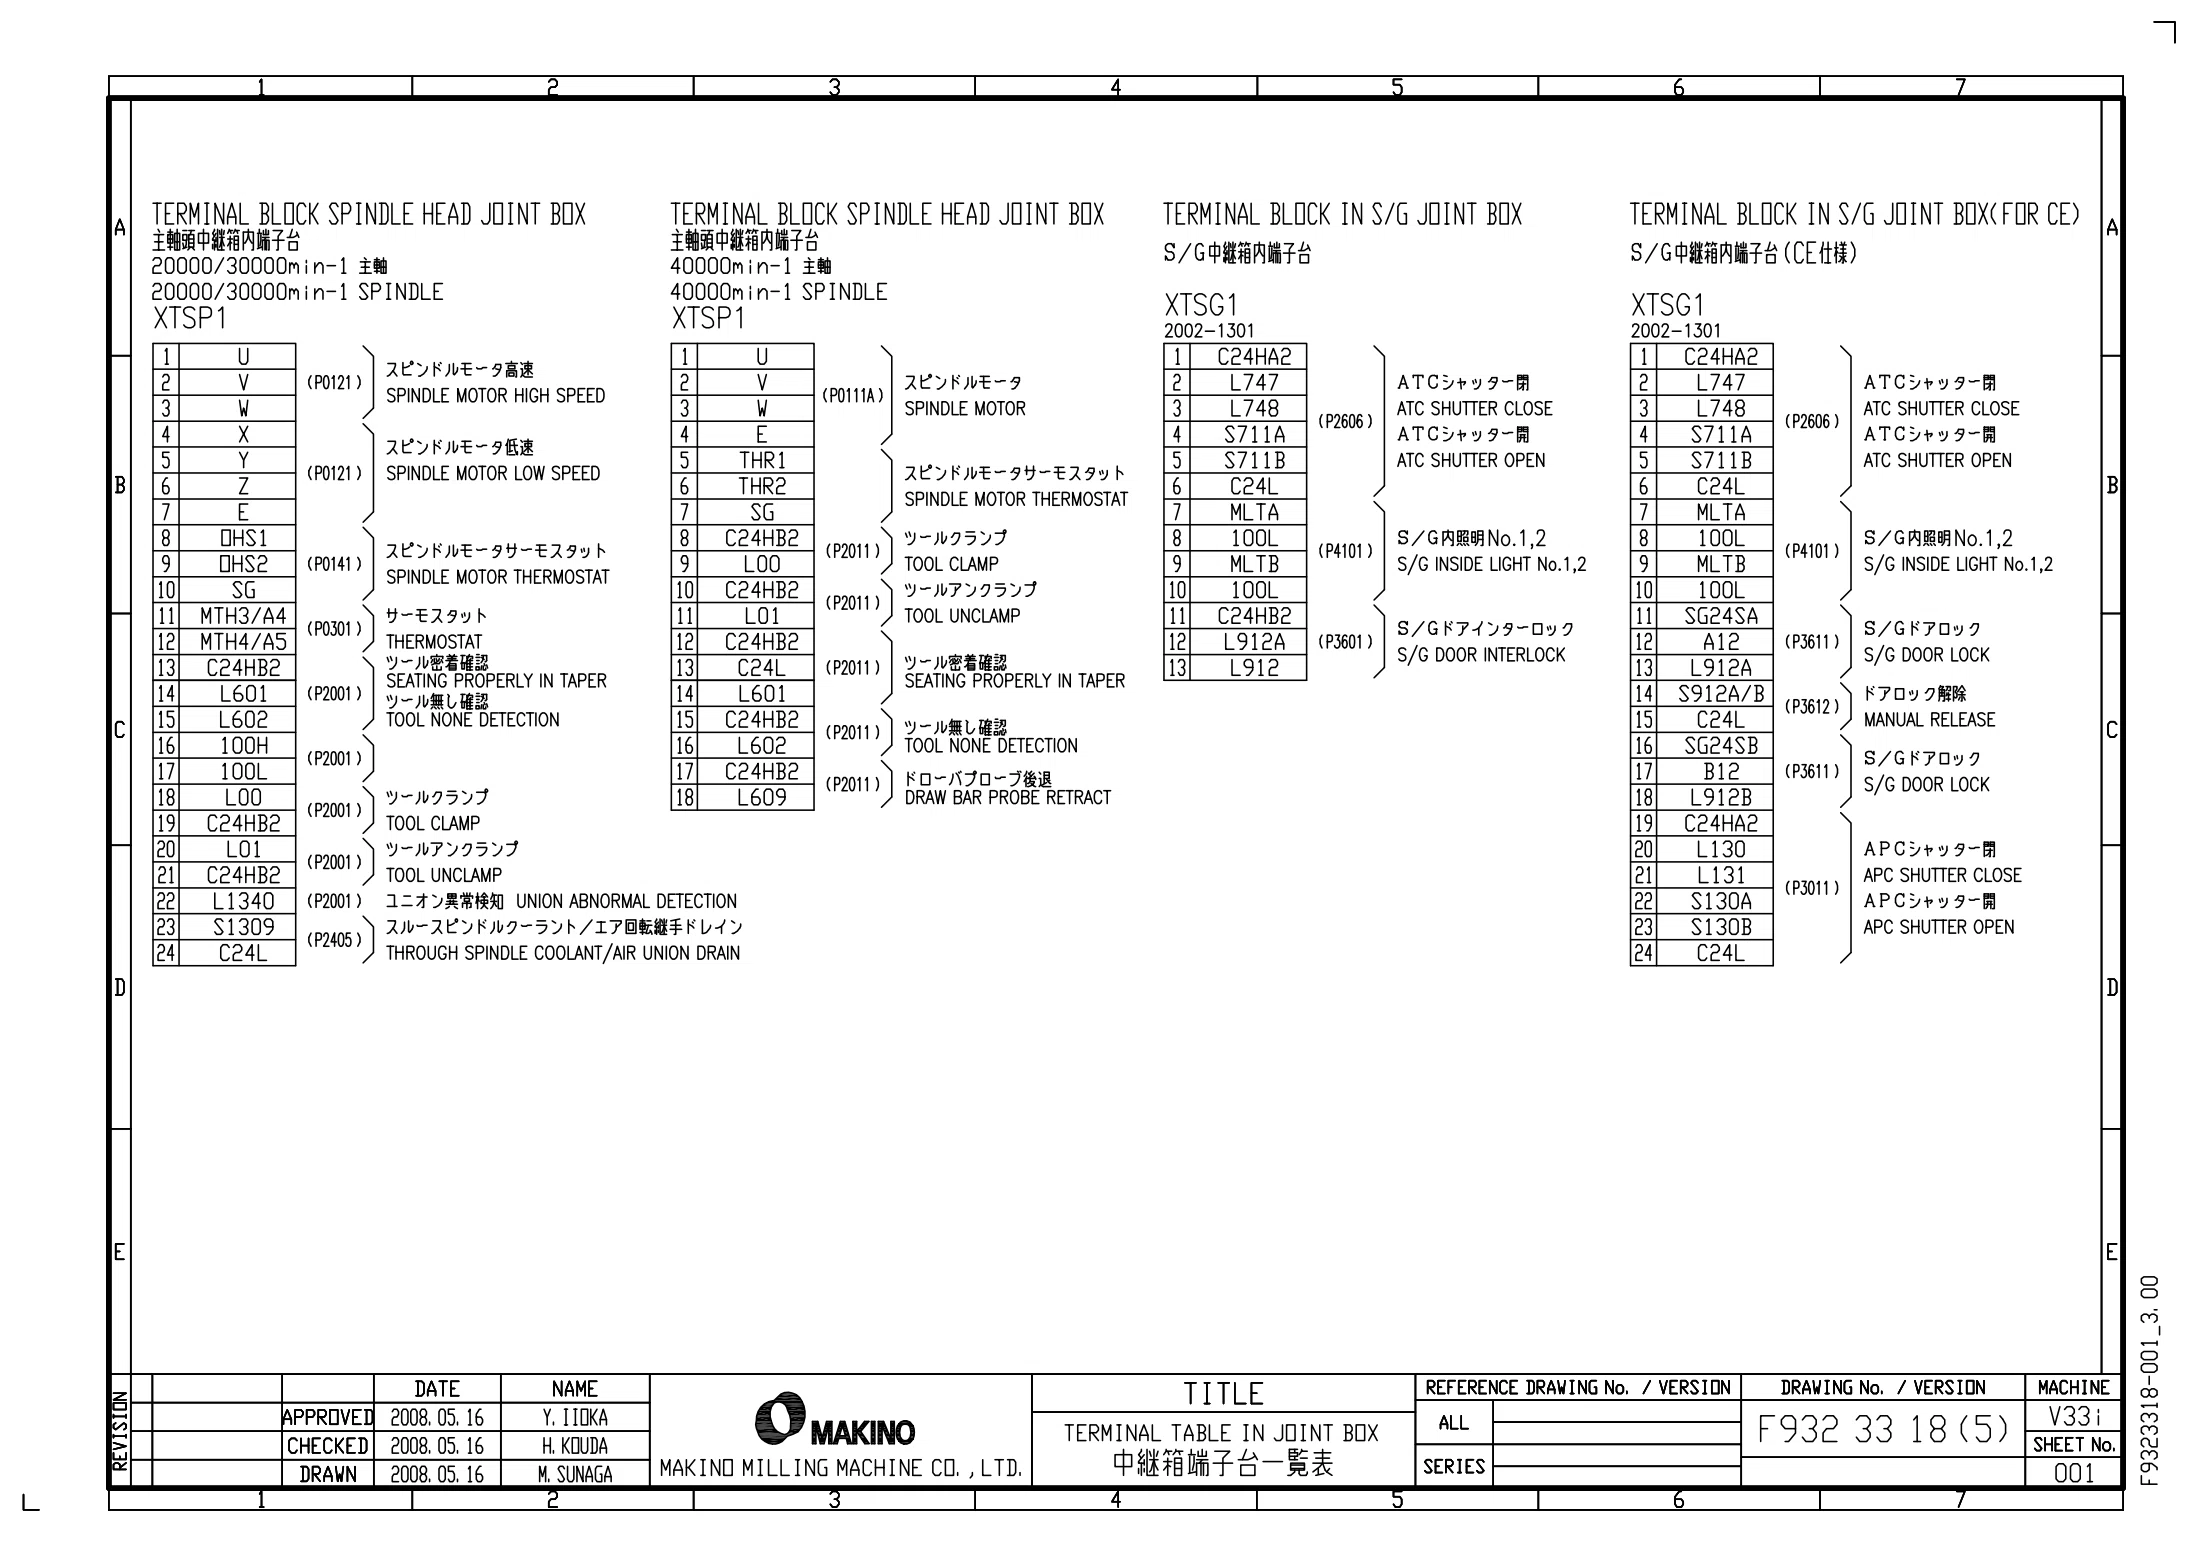 1 2 3 4 5 6 7
A
B
C
D
E
TERMINAL BLOCK SPINDLE HEAD JOINT BOX
主軸頭中継箱内端子台
20000/30000min-1 主軸
20000/30000min-1 SPINDLE
XTSP1
1 U
2 V
3 W
(P0121)
スピンドルモータ高速
SPINDLE MOTOR HIGH SPEED
4 X
5 Y
6 Z
7 E
(P0121)
スピンドルモータ低速
SPINDLE MOTOR LOW SPEED
8 OHS1
9 OHS2
10 SG
(P0141)
スピンドルモータサーモスタット
SPINDLE MOTOR THERMOSTAT
11 MTH3/A4
12 MTH4/A5
(P0301)
サーモスタット
THERMOSTAT
13 C24HB2
14 L601
15 L602
(P2001)
ツール密着確認
SEATING PROPERLY IN TAPER
ツール無し確認
TOOL NONE DETECTION
16 100H
17 100L
(P2001)
18 L00
19 C24HB2
(P2001)
ツールクランプ
TOOL CLAMP
20 L01
21 C24HB2
(P2001)
ツールアンクランプ
TOOL UNCLAMP
22 L1340
(P2001)
ユニオン異常検知 UNION ABNORMAL DETECTION
23 S1309
24 C24L
(P2405)
スルースピンドルクーラント/エア回転継手ドレイン
THROUGH SPINDLE COOLANT/AIR UNION DRAIN
TERMINAL BLOCK SPINDLE HEAD JOINT BOX
主軸頭中継箱内端子台
40000min-1 主軸
40000min-1 SPINDLE
XTSP1
1 U
2 V
3 W
4 E
(P0111A)
スピンドルモータ
SPINDLE MOTOR
5 THR1
6 THR2
7 SG
スピンドルモータサーモスタット
SPINDLE MOTOR THERMOSTAT
8 C24HB2
9 L00
(P2011)
ツールクランプ
TOOL CLAMP
10 C24HB2
11 L01
(P2011)
ツールアンクランプ
TOOL UNCLAMP
12 C24HB2
13 C24L
14 L601
(P2011)
ツール密着確認
SEATING PROPERLY IN TAPER
15 C24HB2
16 L602
(P2011)
ツール無し確認
TOOL NONE DETECTION
17 C24HB2
18 L609
(P2011)
ドローバプローブ後退
DRAW BAR PROBE RETRACT
TERMINAL BLOCK IN S/G JOINT BOX
S/G中継箱内端子台
XTSG1
2002-1301
1 C24HA2
2 L747
3 L748
4 S711A
5 S711B
6 C24L
(P2606)
ATCシャッター閉
ATC SHUTTER CLOSE
ATCシャッター開
ATC SHUTTER OPEN
7 MLTA
8 100L
9 MLTB
10 100L
(P4101)
S/G内照明No.1,2
S/G INSIDE LIGHT No.1,2
11 C24HB2
12 L912A
13 L912
(P3601)
S/Gドアインターロック
S/G DOOR INTERLOCK
TERMINAL BLOCK IN S/G JOINT BOX(FOR CE)
S/G中継箱内端子台(CE仕様)
XTSG1
2002-1301
1 C24HA2
2 L747
3 L748
4 S711A
5 S711B
6 C24L
(P2606)
ATCシャッター閉
ATC SHUTTER CLOSE
ATCシャッター開
ATC SHUTTER OPEN
7 MLTA
8 100L
9 MLTB
10 100L
(P4101)
S/G内照明No.1,2
S/G INSIDE LIGHT No.1,2
11 SG24SA
12 A12
13 L912A
(P3611)
S/Gドアロック
S/G DOOR LOCK
14 S912A/B
15 C24L
(P3612)
ドアロック解除
MANUAL RELEASE
16 SG24SB
17 B12
18 L912B
(P3611)
S/Gドアロック
S/G DOOR LOCK
19 C24HA2
20 L130
21 L131
22 S130A
23 S130B
24 C24L
(P3011)
APCシャッター閉
APC SHUTTER CLOSE
APCシャッター開
APC SHUTTER OPEN
A
B
C
D
E
REVISION
DATE NAME
APPROVED 2008.05.16 Y. IIOKA
CHECKED 2008.05.16 H. KOUDA
DRAWN 2008.05.16 M. SUNAGA
MAKINO
MAKINO MILLING MACHINE CO.,LTD.
TITLE
TERMINAL TABLE IN JOINT BOX
中継箱端子台一覧表
REFERENCE DRAWING No. / VERSION
ALL
SERIES
DRAWING No. / VERSION
F932 33 18(5)
MACHINE
V33i
SHEET No.
001
F9323318-001_3.00
1 2 3 4 5 6 7